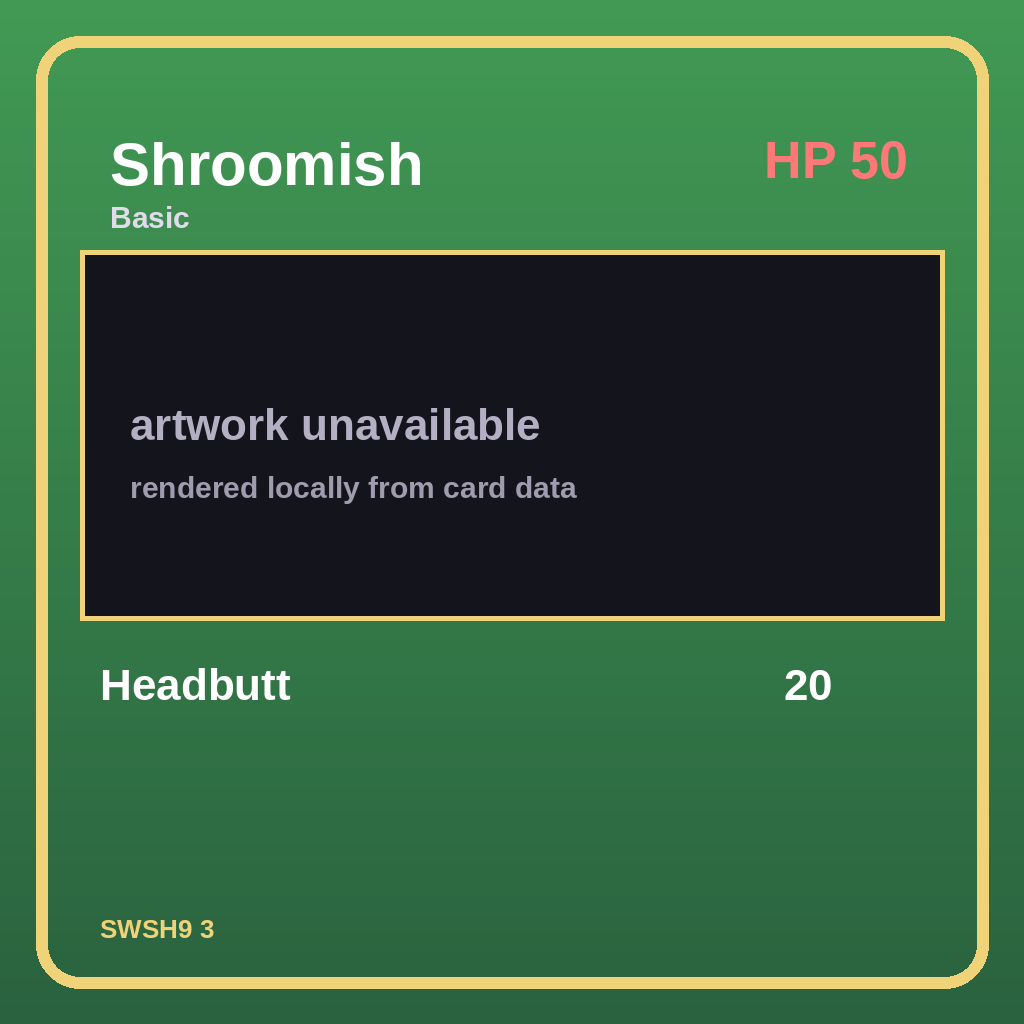 Shroomish
HP 50
Basic
artwork unavailable
rendered locally from card data
Headbutt 20
SWSH9 3